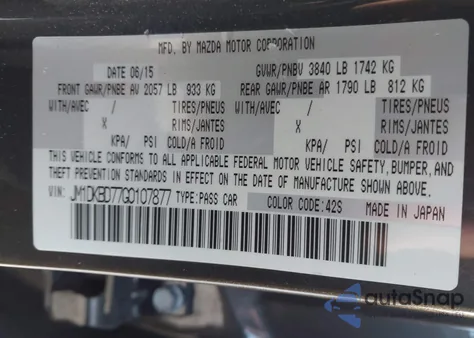 MFD. BY MAZDA MOTOR CORPORATION
DATE 06/15 GVWR/PNBV 3840 LB 1742 KG
FRONT GAWR/PNBE AV 2057 LB 933 KG REAR GAWR/PNBE AR 1790 LB 812 KG
WITH/AVEC / TIRES/PNEUS WITH/AVEC / TIRES/PNEUS
X RIMS/JANTES X RIMS/JANTES
KPA/ PSI COLD/A FROID KPA/ PSI COLD/A FROID
THIS VEHICLE CONFORMS TO ALL APPLICABLE FEDERAL MOTOR VEHICLE SAFETY, BUMPER, AND
THEFT PREVENTION STANDARDS IN EFFECT ON THE DATE OF MANUFACTURE SHOWN ABOVE.
VIN: JM1DKBD77G0107877 TYPE:PASS CAR COLOR CODE:42S MADE IN JAPAN
autoSnap